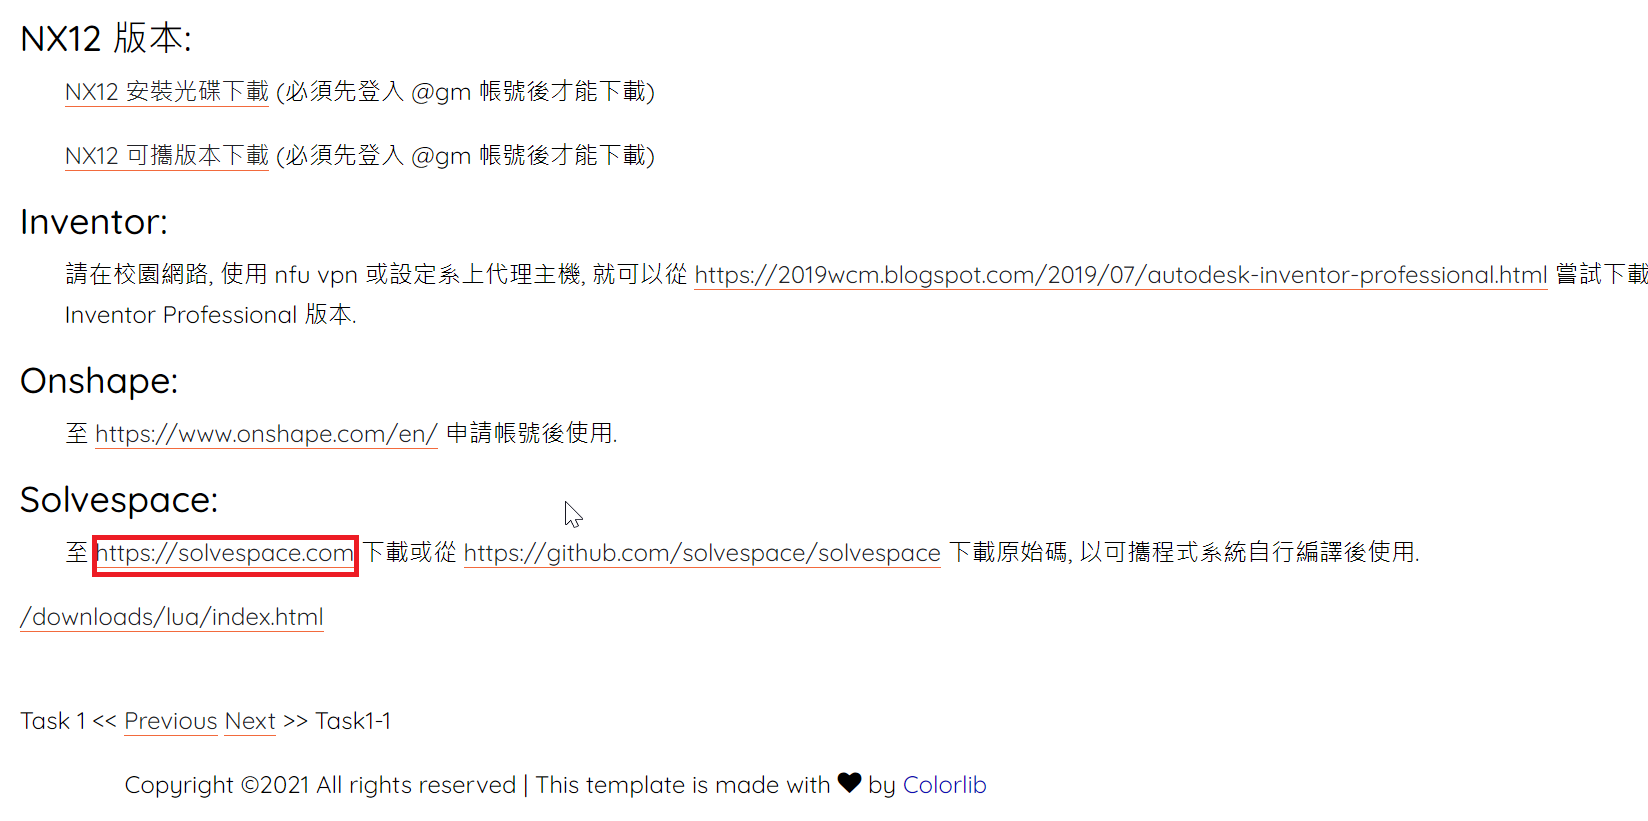 NX12 版本:
NX12 安裝光碟下載 (必須先登入 @gm 帳號後才能下載)
NX12 可攜版本下載 (必須先登入 @gm 帳號後才能下載)
Inventor:
請在校園網路, 使用 nfu vpn 或設定系上代理主機, 就可以從 https://2019wcm.blogspot.com/2019/07/autodesk-inventor-professional.html 嘗試下載
Inventor Professional 版本.
Onshape:
至 https://www.onshape.com/en/ 申請帳號後使用.
Solvespace:
至 https://solvespace.com 下載或從 https://github.com/solvespace/solvespace 下載原始碼, 以可攜程式系統自行編譯後使用.
/downloads/lua/index.html
Task 1 << Previous Next >> Task1-1
Copyright ©2021 All rights reserved | This template is made with ♥ by Colorlib